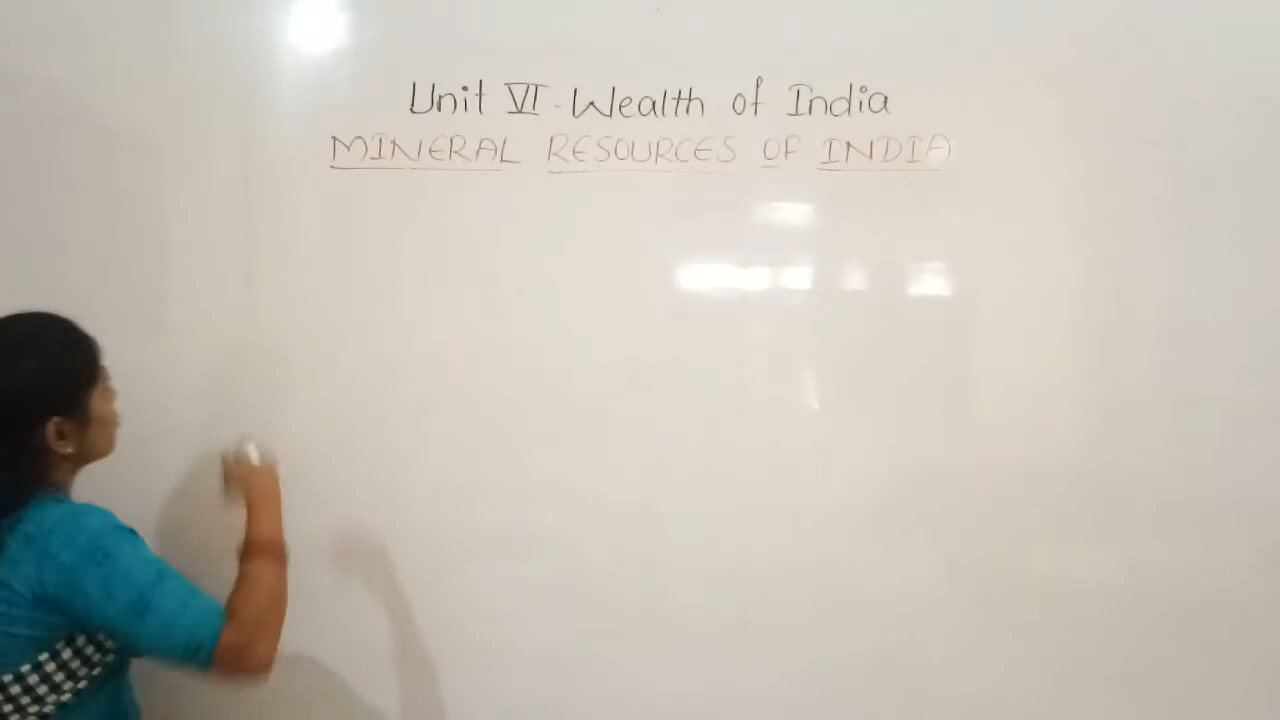 Unit VI - Wealth of India
MINERAL RESOURCES OF INDIA